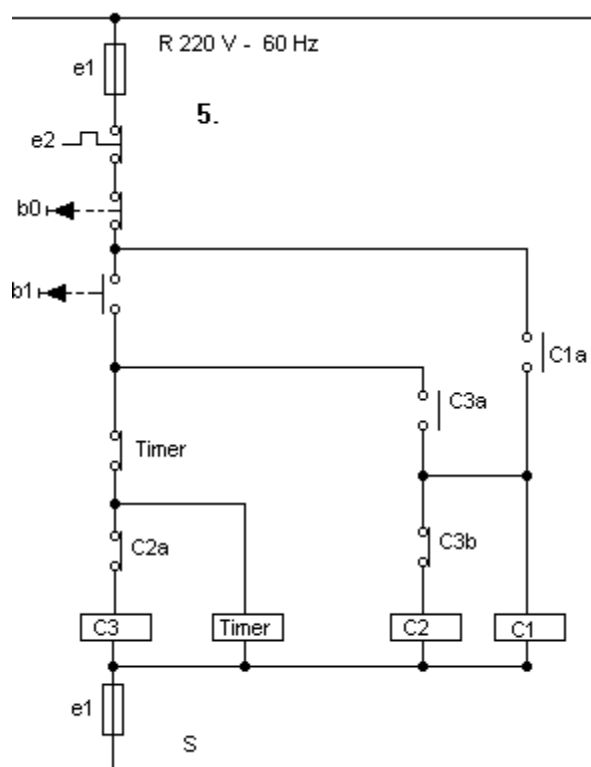 R 220 V - 60 Hz
e1
5.
e2
b0
b1
C1a
C3a
Timer
C2a
C3b
C3
Timer
C2
C1
e1
S